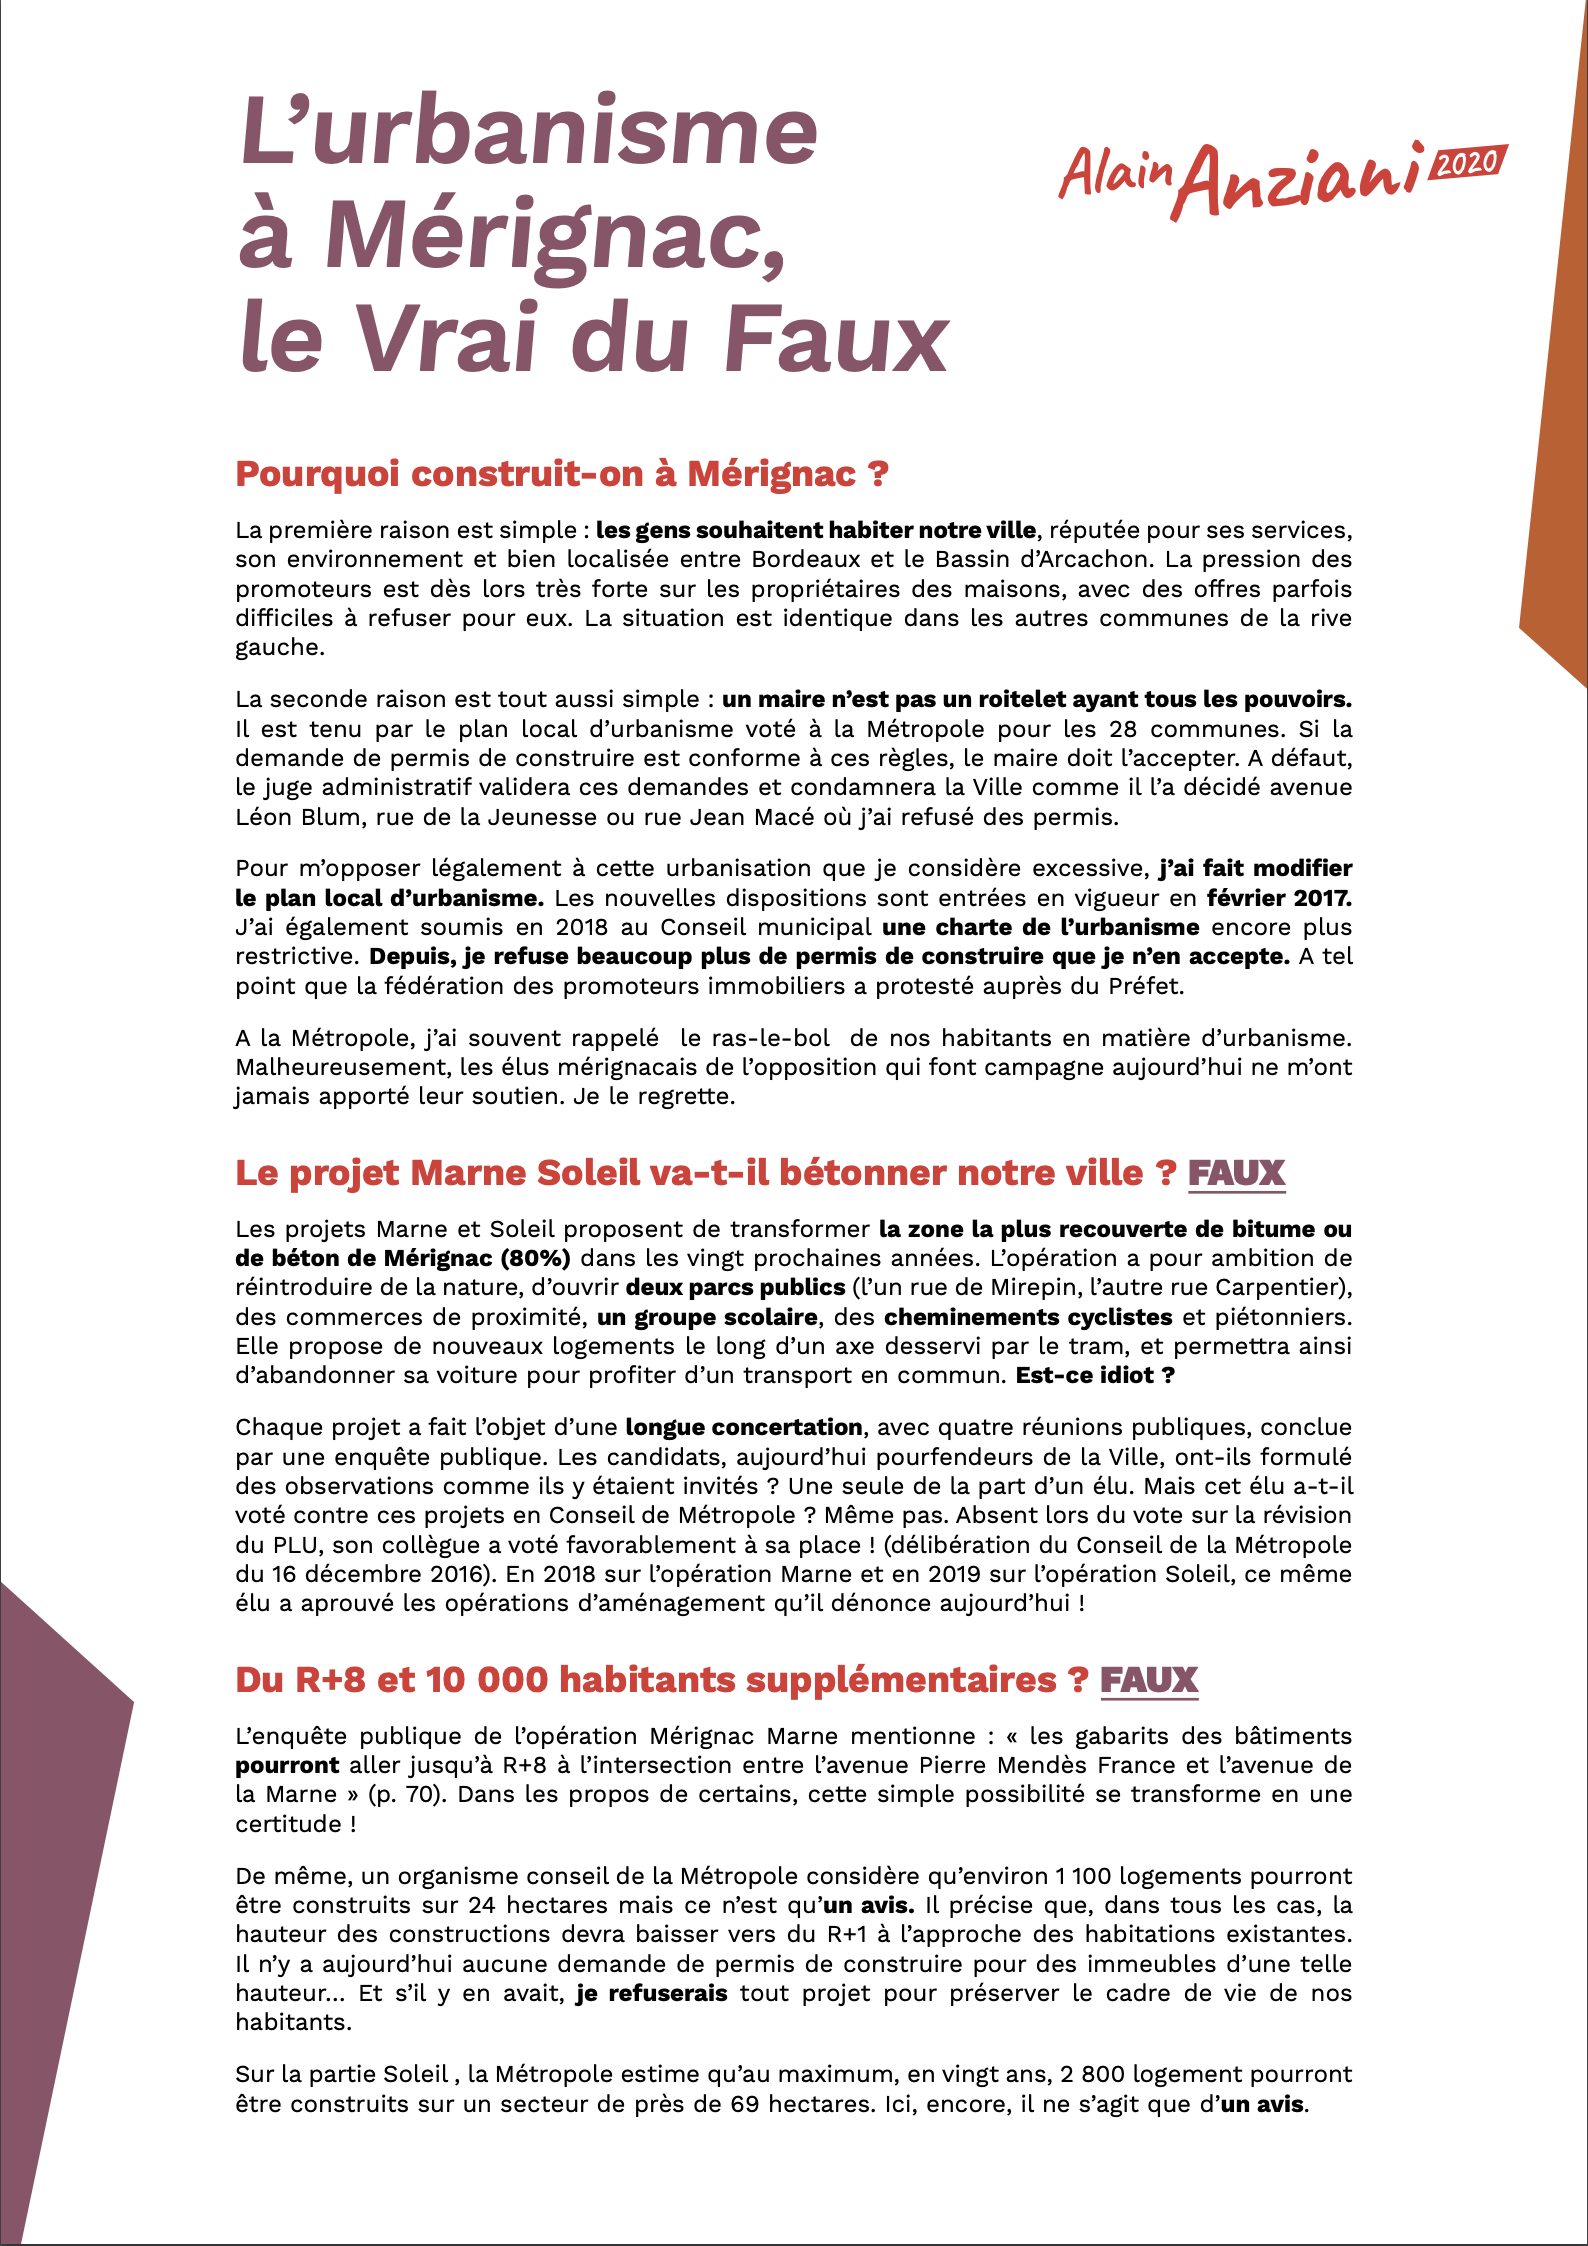 L’urbanisme
à Mérignac,
le Vrai du Faux
Alain Anziani 2020
Pourquoi construit-on à Mérignac ?
La première raison est simple : les gens souhaitent habiter notre ville, réputée pour ses services,
son environnement et bien localisée entre Bordeaux et le Bassin d’Arcachon. La pression des
promoteurs est dès lors très forte sur les propriétaires des maisons, avec des offres parfois
difficiles à refuser pour eux. La situation est identique dans les autres communes de la rive
gauche.
La seconde raison est tout aussi simple : un maire n’est pas un roitelet ayant tous les pouvoirs.
Il est tenu par le plan local d’urbanisme voté à la Métropole pour les 28 communes. Si la
demande de permis de construire est conforme à ces règles, le maire doit l’accepter. A défaut,
le juge administratif validera ces demandes et condamnera la Ville comme il l’a décidé avenue
Léon Blum, rue de la Jeunesse ou rue Jean Macé où j’ai refusé des permis.
Pour m’opposer légalement à cette urbanisation que je considère excessive, j’ai fait modifier
le plan local d’urbanisme. Les nouvelles dispositions sont entrées en vigueur en février 2017.
J’ai également soumis en 2018 au Conseil municipal une charte de l’urbanisme encore plus
restrictive. Depuis, je refuse beaucoup plus de permis de construire que je n’en accepte. A tel
point que la fédération des promoteurs immobiliers a protesté auprès du Préfet.
A la Métropole, j’ai souvent rappelé le ras-le-bol de nos habitants en matière d’urbanisme.
Malheureusement, les élus mérignacais de l’opposition qui font campagne aujourd’hui ne m’ont
jamais apporté leur soutien. Je le regrette.
Le projet Marne Soleil va-t-il bétonner notre ville ? FAUX
Les projets Marne et Soleil proposent de transformer la zone la plus recouverte de bitume ou
de béton de Mérignac (80%) dans les vingt prochaines années. L’opération a pour ambition de
réintroduire de la nature, d’ouvrir deux parcs publics (l’un rue de Mirepin, l’autre rue Carpentier),
des commerces de proximité, un groupe scolaire, des cheminements cyclistes et piétonniers.
Elle propose de nouveaux logements le long d’un axe desservi par le tram, et permettra ainsi
d’abandonner sa voiture pour profiter d’un transport en commun. Est-ce idiot ?
Chaque projet a fait l’objet d’une longue concertation, avec quatre réunions publiques, conclue
par une enquête publique. Les candidats, aujourd’hui pourfendeurs de la Ville, ont-ils formulé
des observations comme ils y étaient invités ? Une seule de la part d’un élu. Mais cet élu a-t-il
voté contre ces projets en Conseil de Métropole ? Même pas. Absent lors du vote sur la révision
du PLU, son collègue a voté favorablement à sa place ! (délibération du Conseil de la Métropole
du 16 décembre 2016). En 2018 sur l’opération Marne et en 2019 sur l’opération Soleil, ce même
élu a aprouvé les opérations d’aménagement qu’il dénonce aujourd’hui !
Du R+8 et 10 000 habitants supplémentaires ? FAUX
L’enquête publique de l’opération Mérignac Marne mentionne : « les gabarits des bâtiments
pourront aller jusqu’à R+8 à l’intersection entre l’avenue Pierre Mendès France et l’avenue de
la Marne » (p. 70). Dans les propos de certains, cette simple possibilité se transforme en une
certitude !
De même, un organisme conseil de la Métropole considère qu’environ 1 100 logements pourront
être construits sur 24 hectares mais ce n’est qu’un avis. Il précise que, dans tous les cas, la
hauteur des constructions devra baisser vers du R+1 à l’approche des habitations existantes.
Il n’y a aujourd’hui aucune demande de permis de construire pour des immeubles d’une telle
hauteur... Et s’il y en avait, je refuserais tout projet pour préserver le cadre de vie de nos
habitants.
Sur la partie Soleil , la Métropole estime qu’au maximum, en vingt ans, 2 800 logement pourront
être construits sur un secteur de près de 69 hectares. Ici, encore, il ne s’agit que d’un avis.